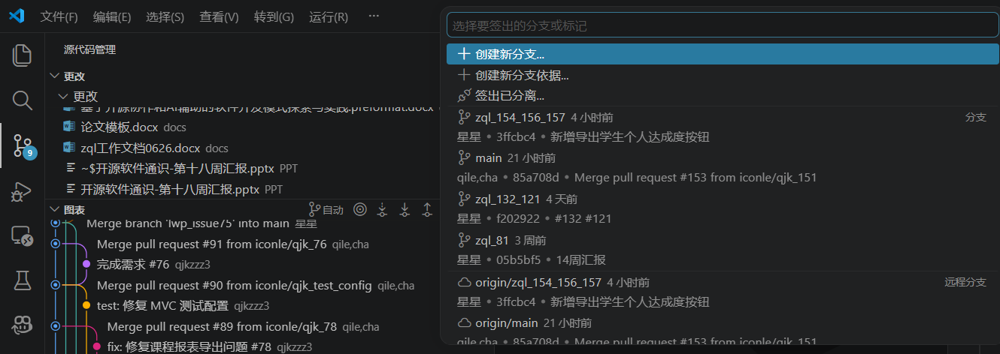 文件(F) 编辑(E) 选择(S) 查看(V) 转到(G) 运行(R) ···
源代码管理
更改
更改
基于开源协作和AI辅助的软件开发模式探索与实践.preformat.docx docs
论文模板.docx docs
zql工作文档0626.docx docs
~$开源软件通识-第十八周汇报.pptx PPT
开源软件通识-第十八周汇报.pptx PPT
9
图表 自动
Merge branch 'lwp_issue75' into main 星星
Merge pull request #91 from iconle/qjk_76 qile,cha
完成需求 #76 qjkzzz3
Merge pull request #90 from iconle/qjk_test_config qile,cha
test: 修复 MVC 测试配置 qjkzzz3
Merge pull request #89 from iconle/qjk_78 qile,cha
fix: 修复课程报表导出问题 #78 qjkzzz3
选择要签出的分支或标记
创建新分支...
创建新分支依据...
签出已分离...
zql_154_156_157 4 小时前 分支
星星 • 3ffcbc4 • 新增导出学生个人达成度按钮
main 21 小时前
qile,cha • 85a708d • Merge pull request #153 from iconle/qjk_151
zql_132_121 4 天前
星星 • f202922 • #132 #121
zql_81 3 周前
星星 • 05b5bf5 • 14周汇报
origin/zql_154_156_157 4 小时前 远程分支
星星 • 3ffcbc4 • 新增导出学生个人达成度按钮
origin/main 21 小时前
qile,cha • 85a708d • Merge pull request #153 from iconle/qjk_151